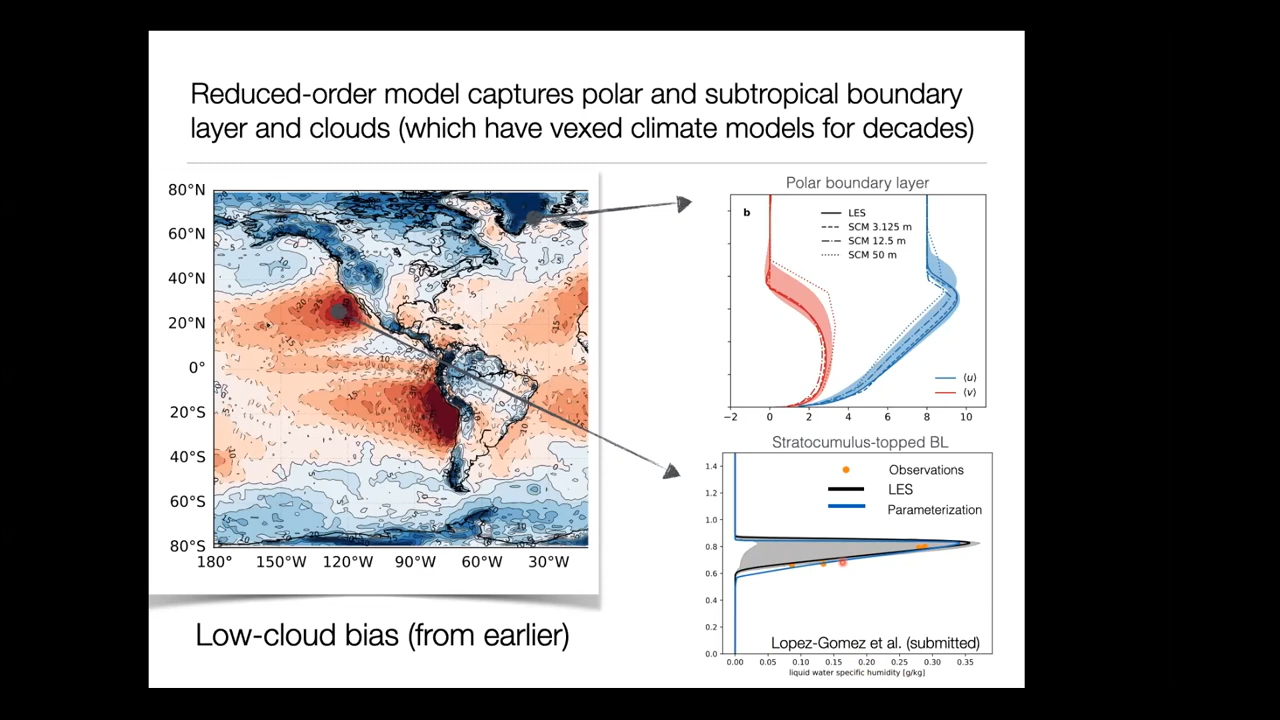 Reduced-order model captures polar and subtropical boundary
layer and clouds (which have vexed climate models for decades)
80°N
60°N
40°N
20°N
0°
20°S
40°S
60°S
80°S
180° 150°W 120°W 90°W 60°W 30°W
Low-cloud bias (from earlier)
Polar boundary layer
b
LES
SCM 3.125 m
SCM 12.5 m
SCM 50 m
⟨u⟩
⟨v⟩
−2 0 2 4 6 8 10
Stratocumulus-topped BL
Observations
LES
Parameterization
1.4
1.2
1.0
0.8
0.6
0.4
0.2
0.0
Lopez-Gomez et al. (submitted)
0.00 0.05 0.10 0.15 0.20 0.25 0.30 0.35
liquid water specific humidity [g/kg]